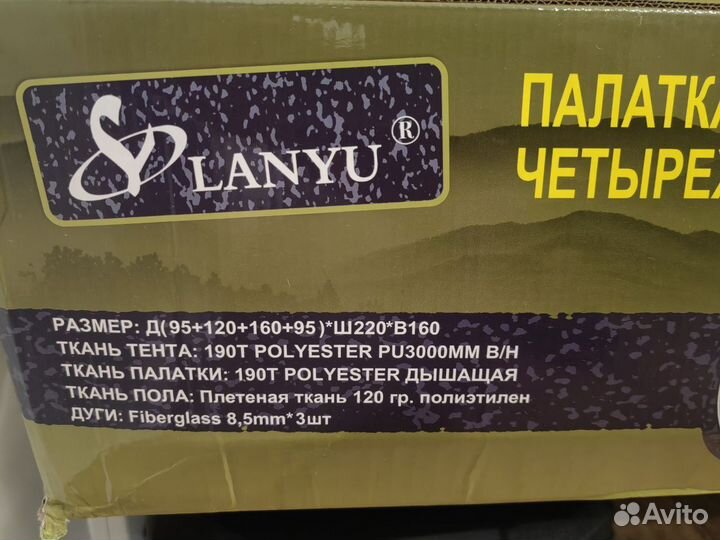 LANYU ®
ПАЛАТКА
ЧЕТЫРЕХ
РАЗМЕР: Д(95+120+160+95)*Ш220*В160
ТКАНЬ ТЕНТА: 190T POLYESTER PU3000MM В/Н
ТКАНЬ ПАЛАТКИ: 190T POLYESTER ДЫШАЩАЯ
ТКАНЬ ПОЛА: Плетеная ткань 120 гр. полиэтилен
ДУГИ: Fiberglass 8,5mm*3шт
Avito